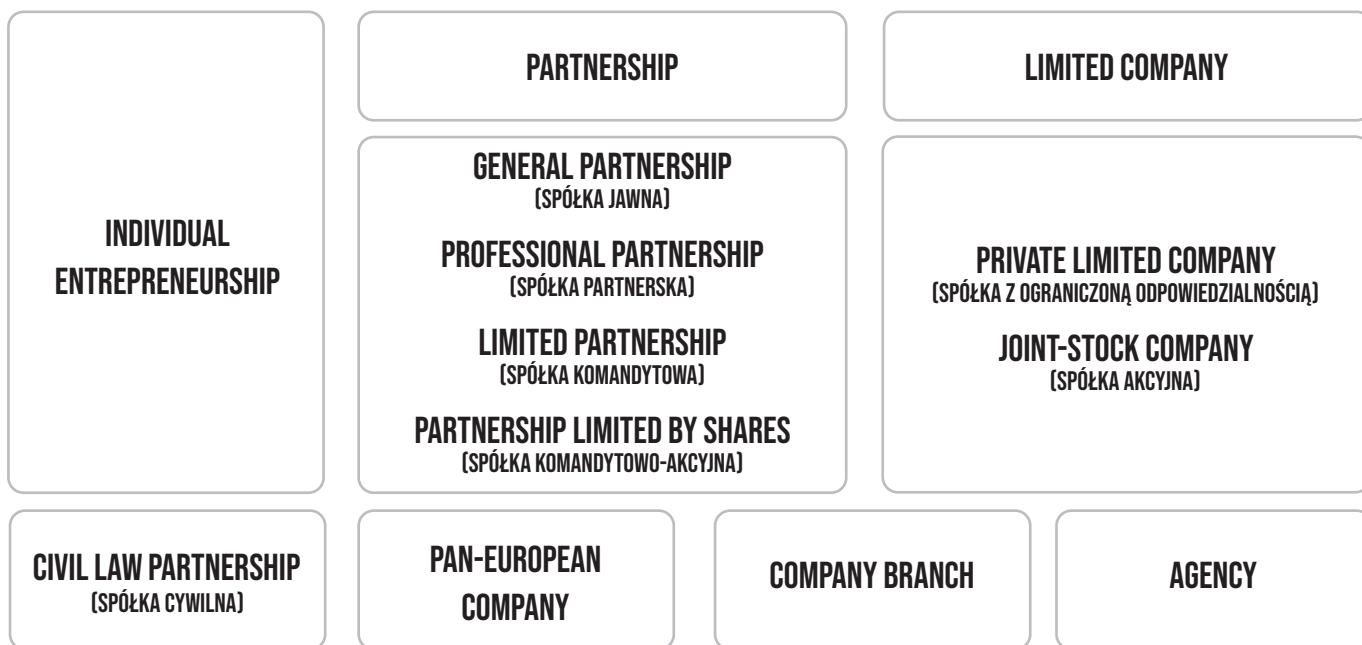 INDIVIDUAL
ENTREPRENEURSHIP
PARTNERSHIP
GENERAL PARTNERSHIP
(SPÓŁKA JAWNA)
PROFESSIONAL PARTNERSHIP
(SPÓŁKA PARTNERSKA)
LIMITED PARTNERSHIP
(SPÓŁKA KOMANDYTOWA)
PARTNERSHIP LIMITED BY SHARES
(SPÓŁKA KOMANDYTOWO-AKCYJNA)
LIMITED COMPANY
PRIVATE LIMITED COMPANY
(SPÓŁKA Z OGRANICZONĄ ODPOWIEDZIALNOŚCIĄ)
JOINT-STOCK COMPANY
(SPÓŁKA AKCYJNA)
CIVIL LAW PARTNERSHIP
(SPÓŁKA CYWILNA)
PAN-EUROPEAN
COMPANY
COMPANY BRANCH
AGENCY